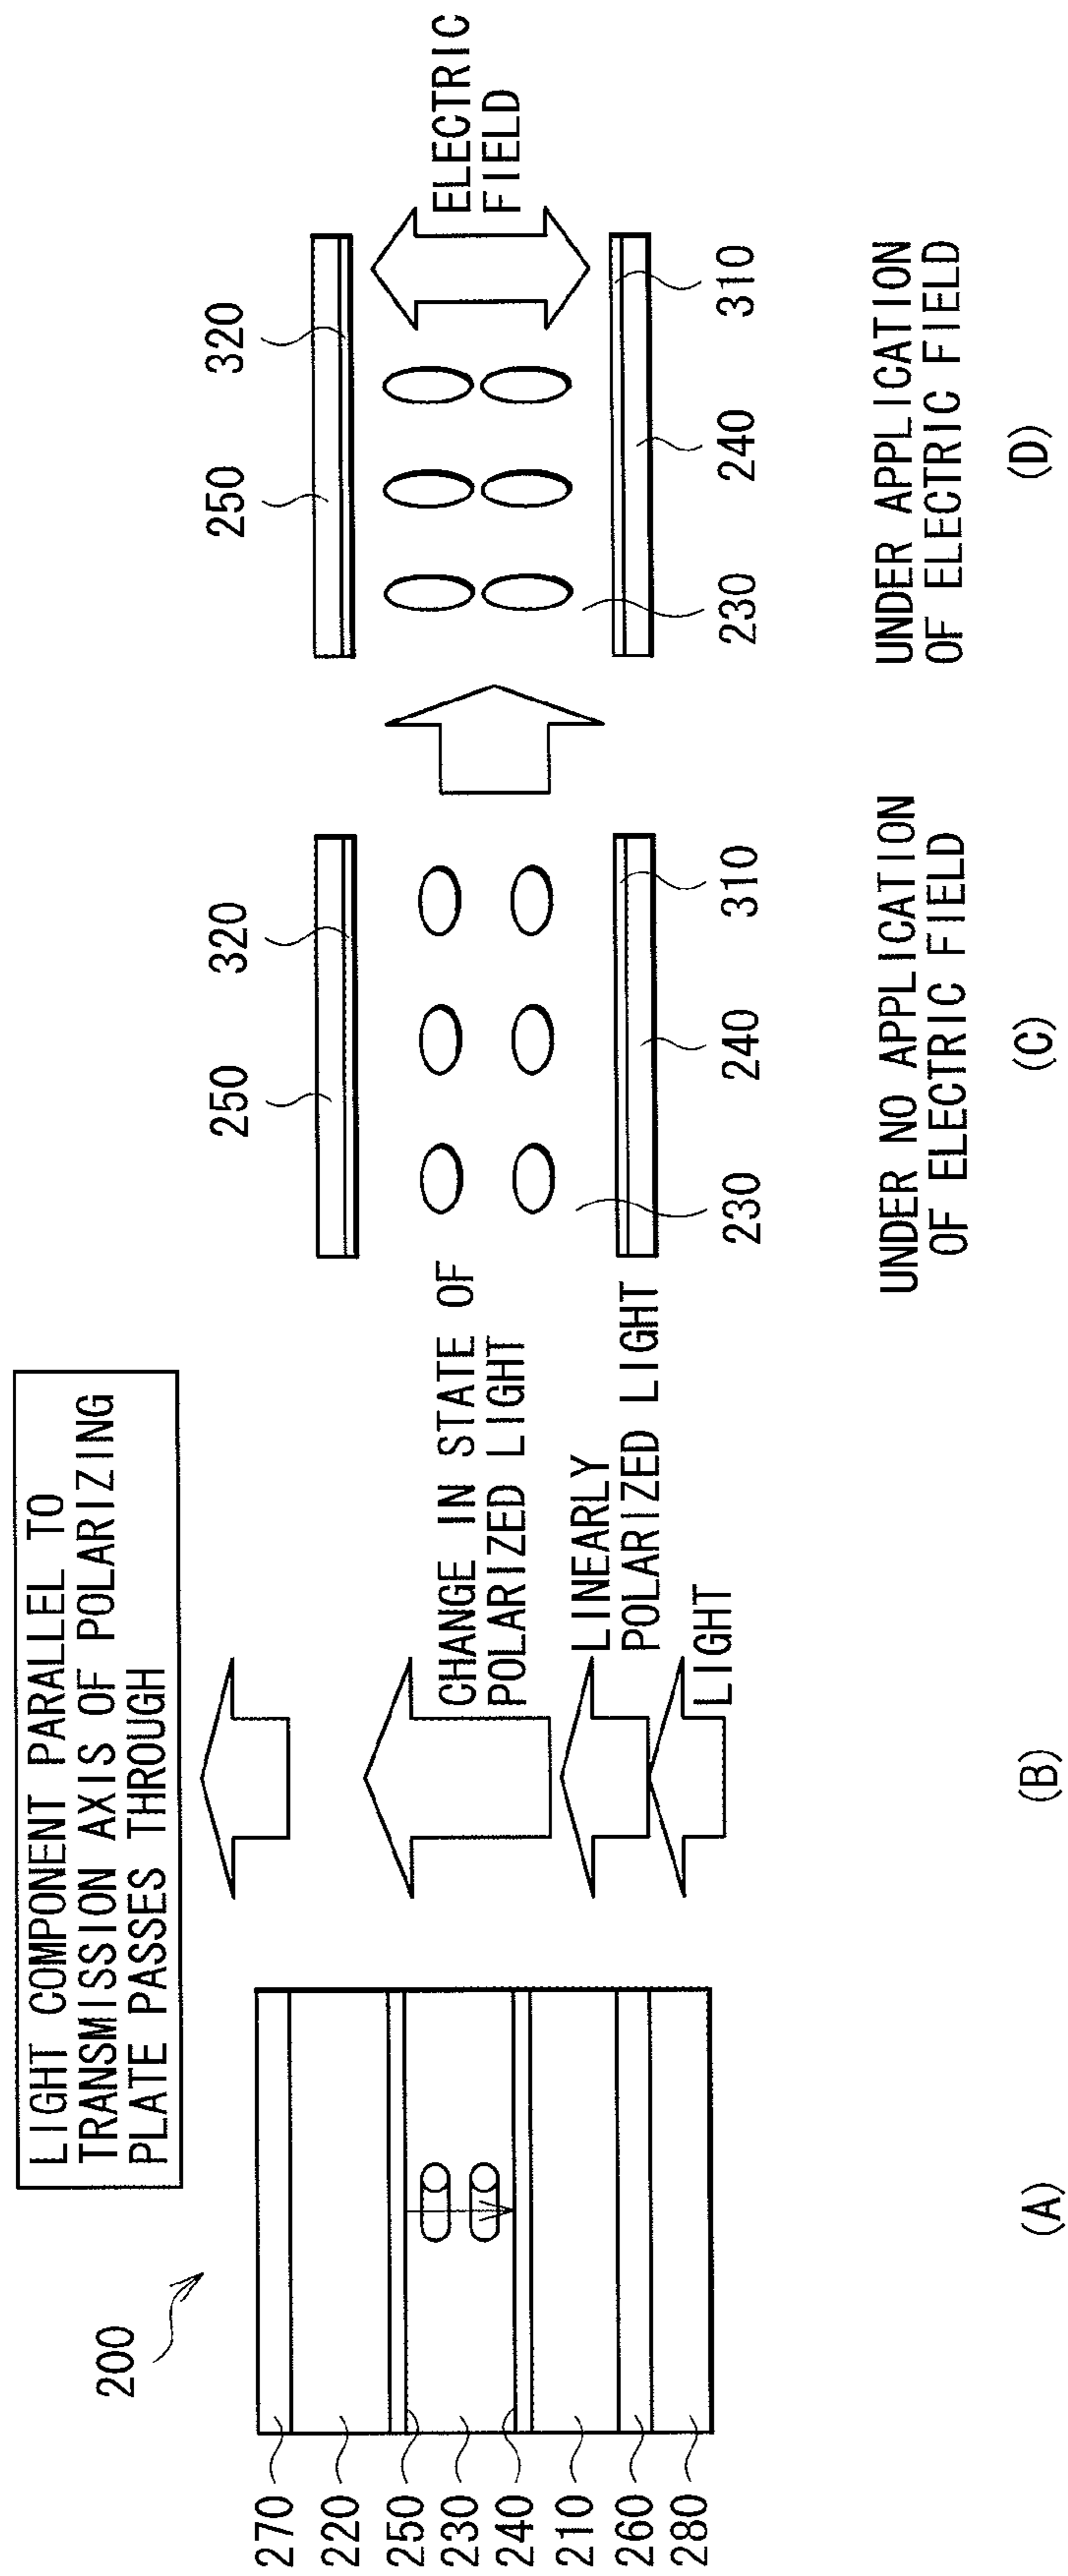 LIGHT COMPONENT PARALLEL TO
TRANSMISSION AXIS OF POLARIZING
PLATE PASSES THROUGH
200
270
220
250
230
240
210
260
280
(A)
CHANGE IN STATE OF
POLARIZED LIGHT
LINEARLY
POLARIZED LIGHT
LIGHT
(B)
250
320
230
240
310
UNDER NO APPLICATION
OF ELECTRIC FIELD
(C)
250
320
ELECTRIC
FIELD
230
240
310
UNDER APPLICATION
OF ELECTRIC FIELD
(D)